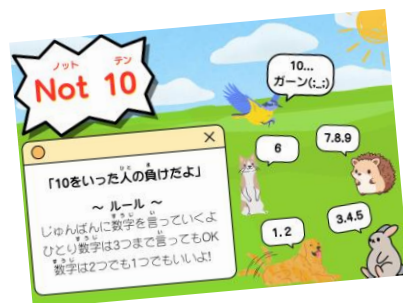 ノット テン
Not 10
「10をいった人の負けだよ」
～ ルール ～
じゅんばんに数字を言っていくよ
ひとり数字は3つまで言ってもOK
数字は2つでも1つでもいいよ!
10...
ガーン(;_;)
6
7.8.9
3.4.5
1.2